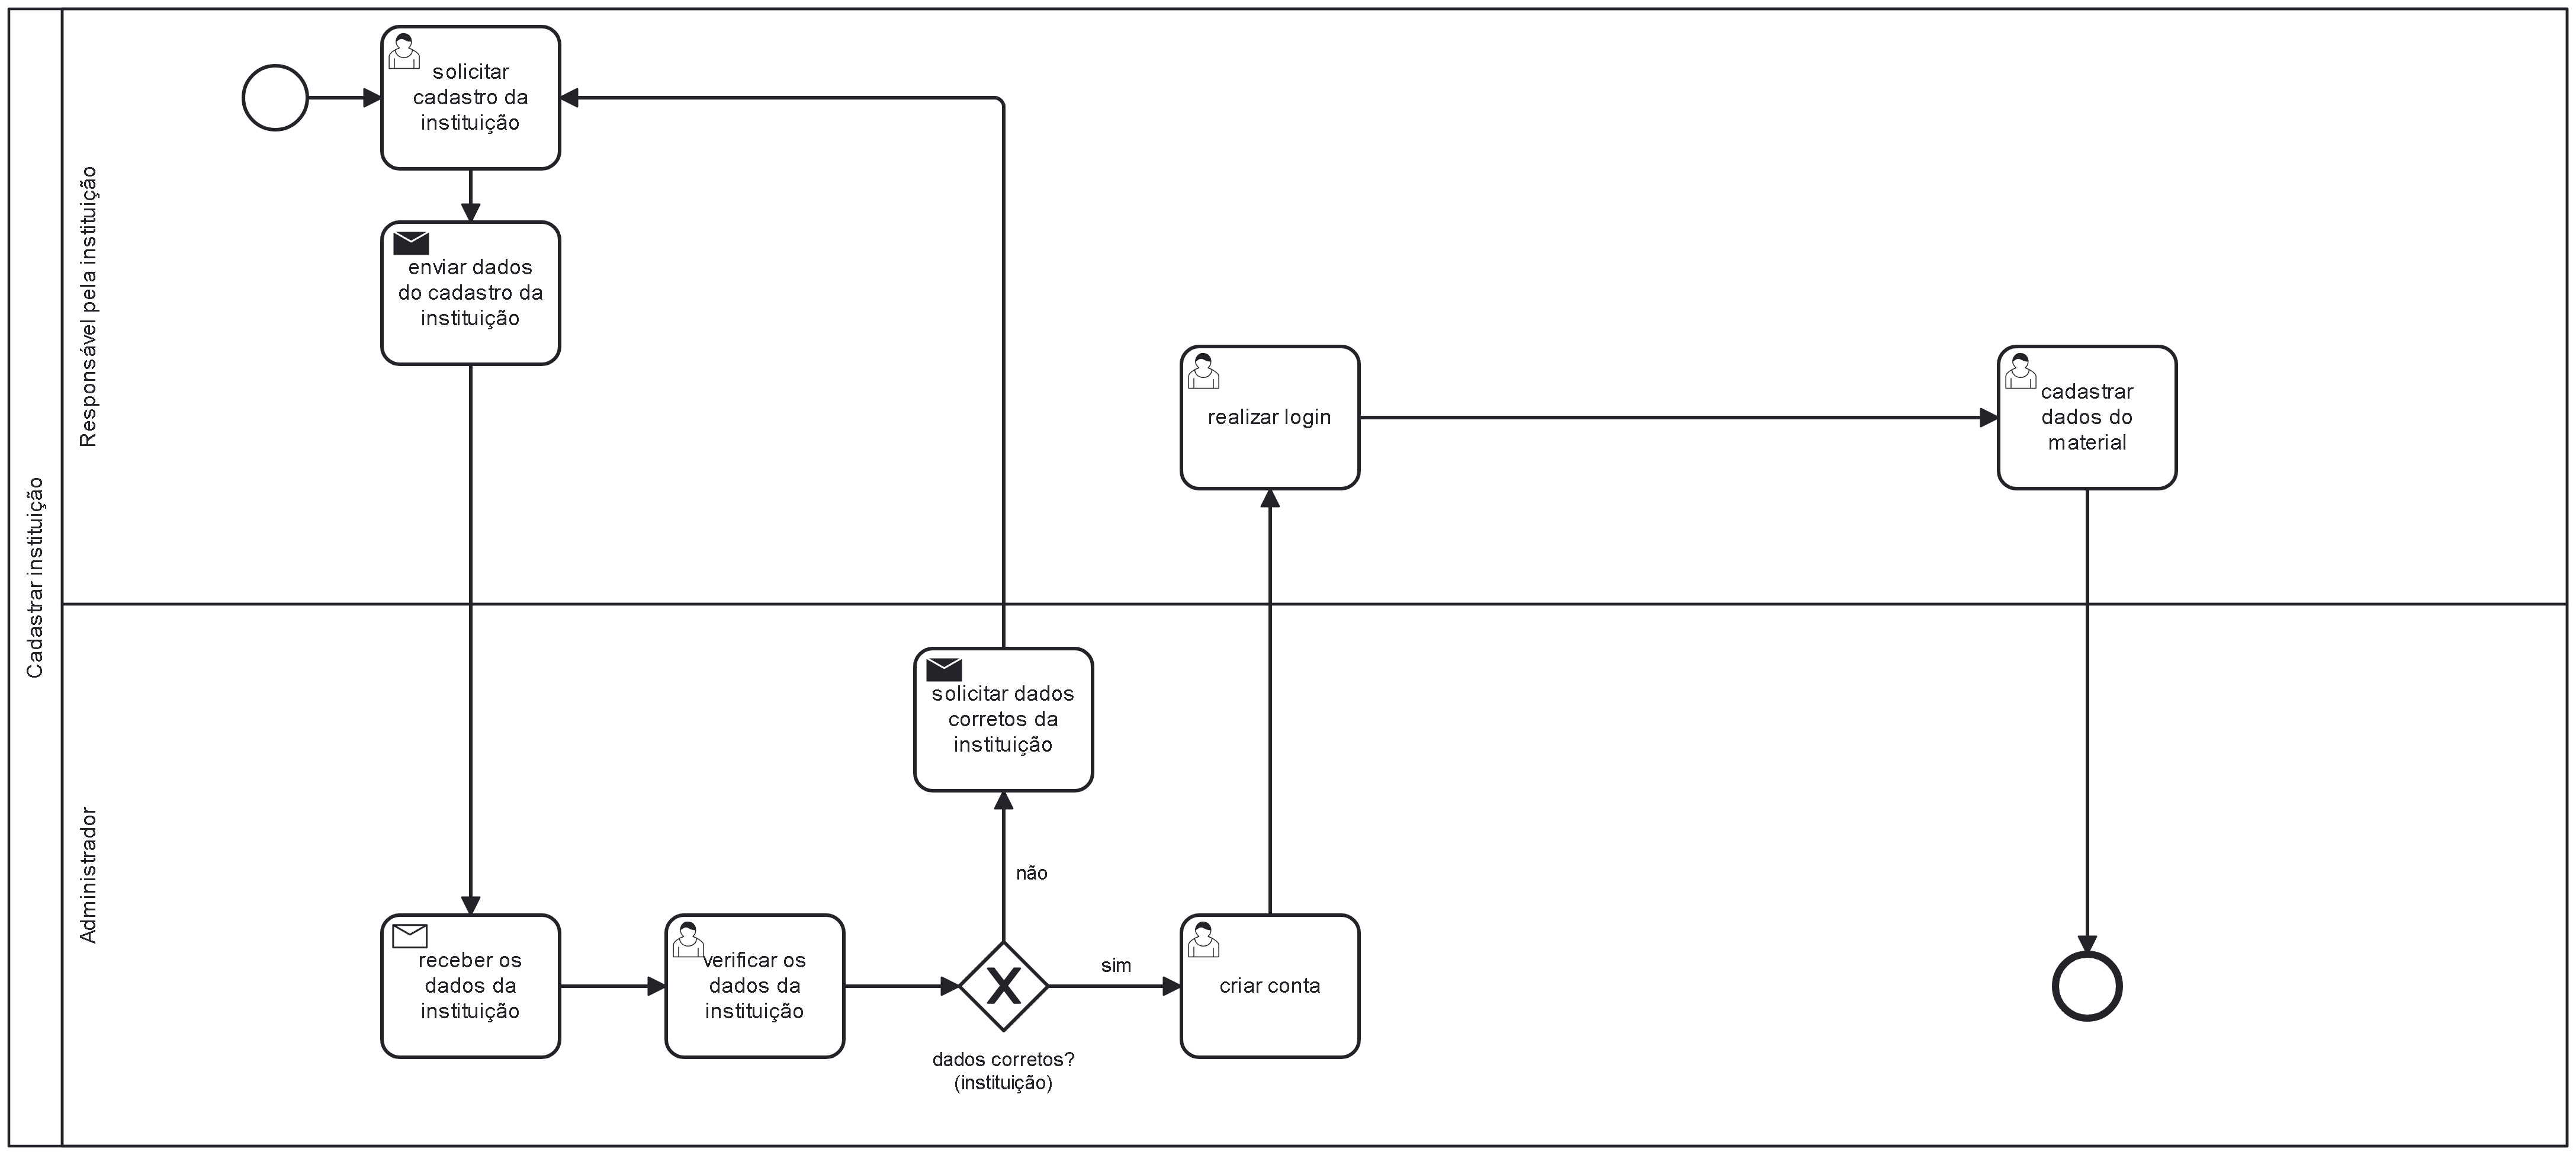 Cadastrar instituição
Responsável pela instituição
solicitar
cadastro da
instituição
enviar dados
do cadastro da
instituição
realizar login
cadastrar
dados do
material
Administrador
solicitar dados
corretos da
instituição
não
receber os
dados da
instituição
verificar os
dados da
instituição
X
sim
criar conta
dados corretos?
(instituição)